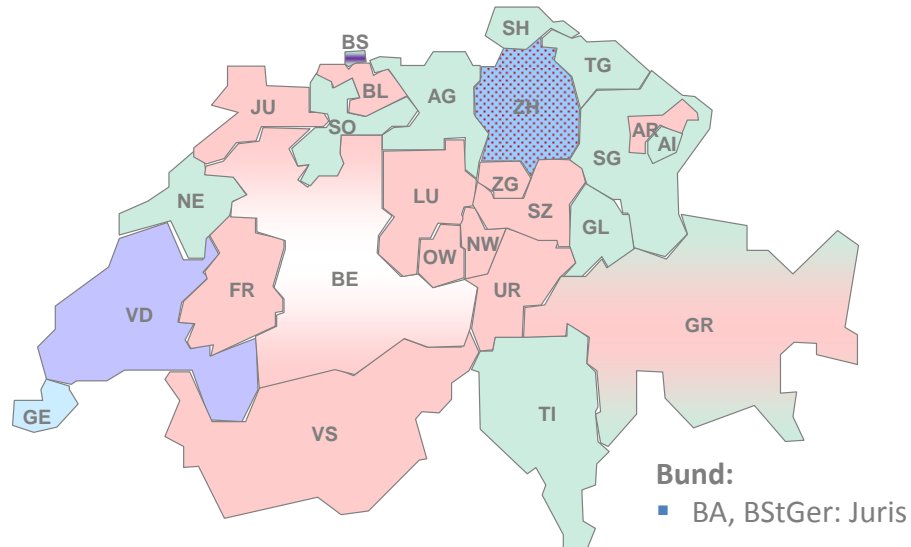 SH
BS
TG
BL
AG
ZH
JU
SO
AR
AI
SG
NE
ZG
LU
SZ
GL
NW
OW
BE
FR
UR
VD
GR
GE
TI
VS
Bund:
▪ BA, BStGer: Juris